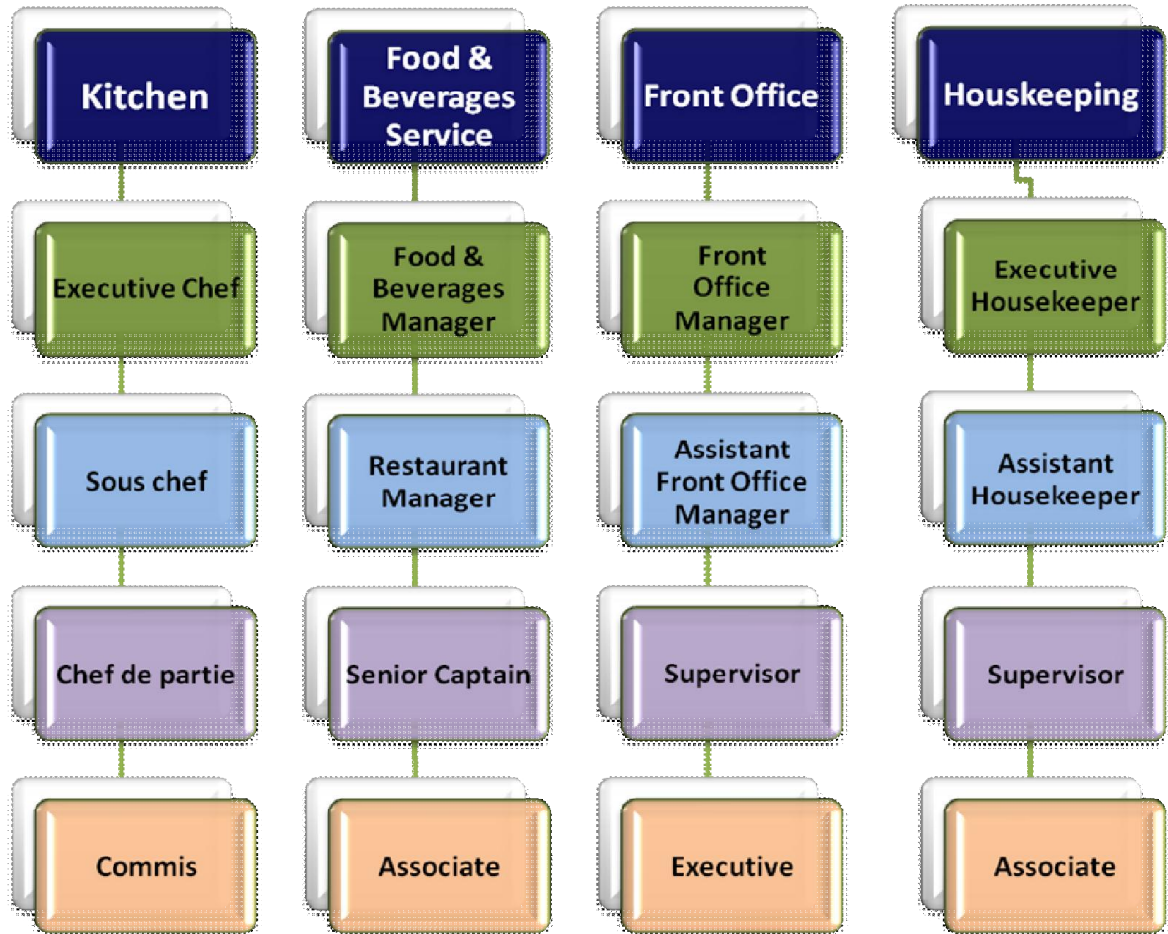 Kitchen
Food &
Beverages
Service
Front Office
Houskeeping
Executive Chef
Food &
Beverages
Manager
Front
Office
Manager
Executive
Housekeeper
Sous chef
Restaurant
Manager
Assistant
Front Office
Manager
Assistant
Housekeeper
Chef de partie
Senior Captain
Supervisor
Supervisor
Commis
Associate
Executive
Associate